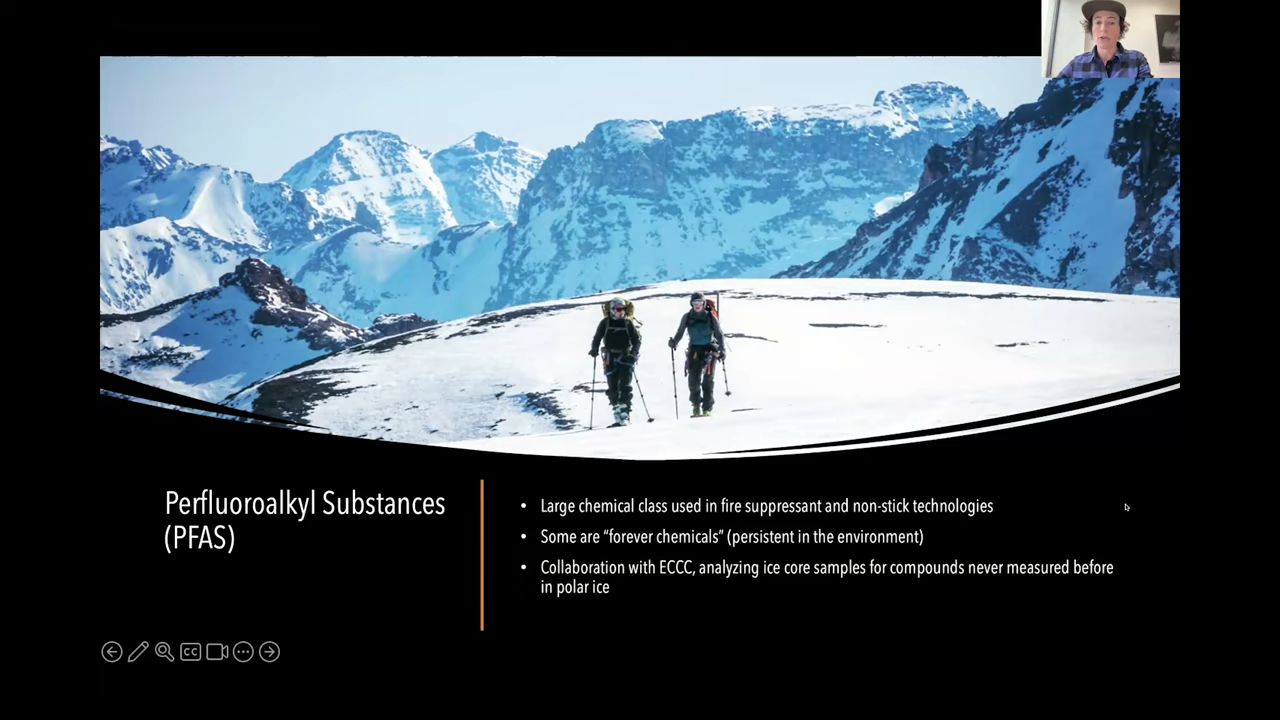 Perfluoroalkyl Substances
(PFAS)
• Large chemical class used in fire suppressant and non-stick technologies
• Some are “forever chemicals” (persistent in the environment)
• Collaboration with ECCC, analyzing ice core samples for compounds never measured before
in polar ice
CC